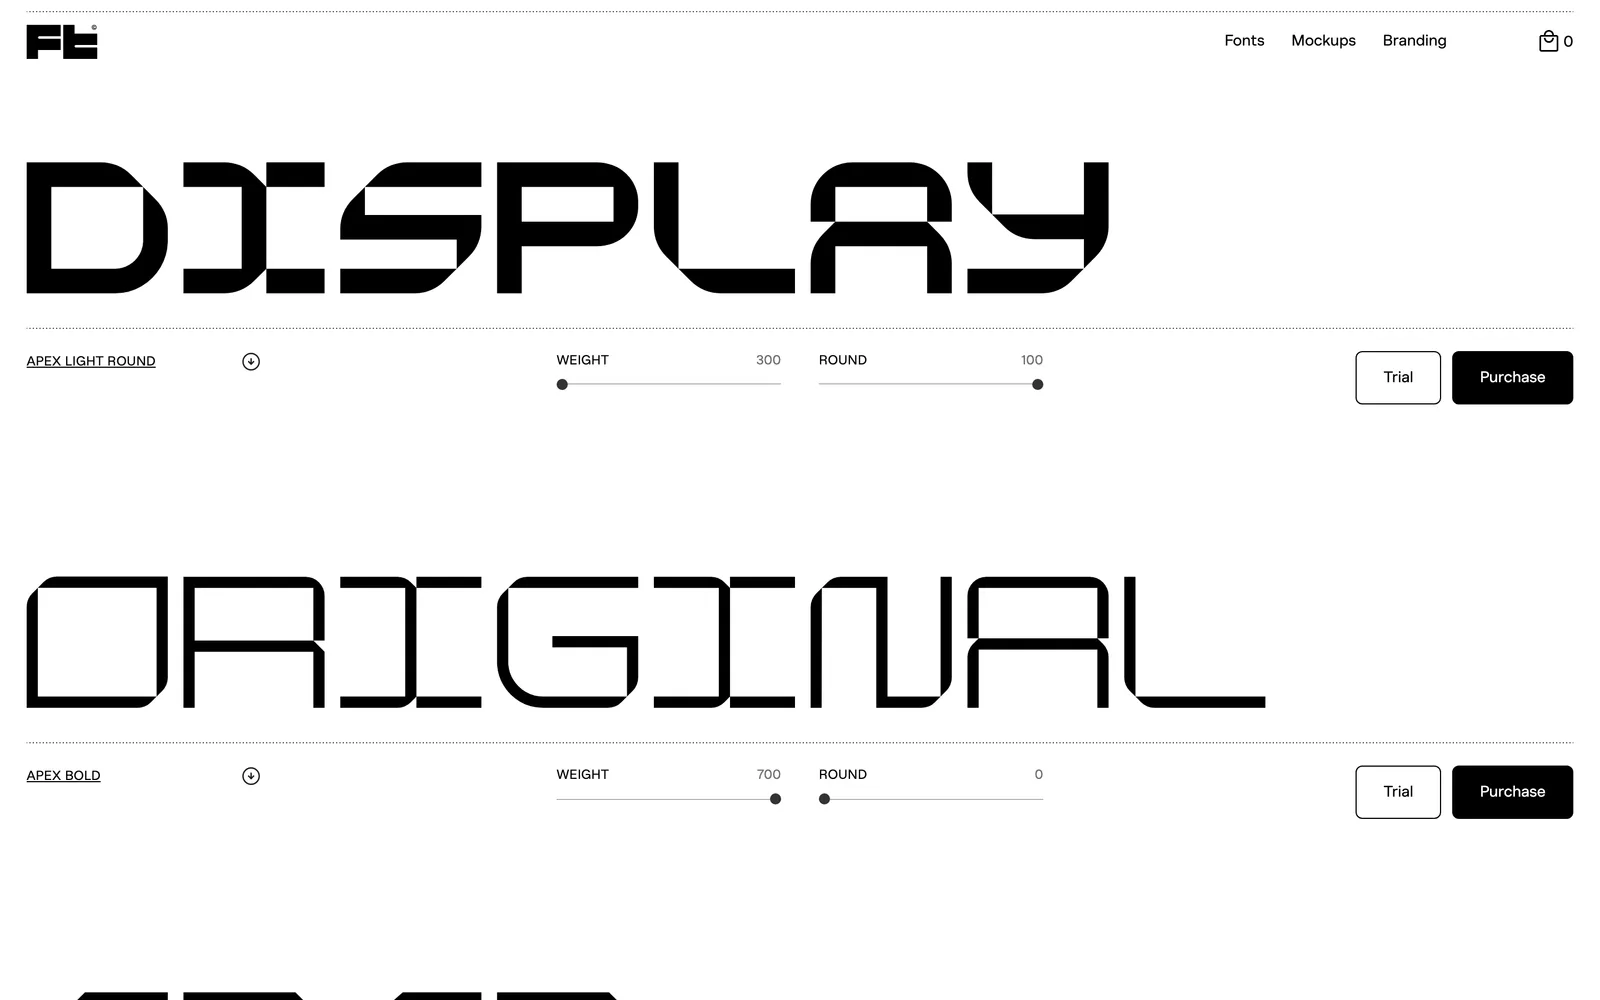 Ft©
Fonts Mockups Branding 0
DISPLAY
APEX LIGHT ROUND WEIGHT 300 ROUND 100 Trial Purchase
ORIGINAL
APEX BOLD WEIGHT 700 ROUND 0 Trial Purchase